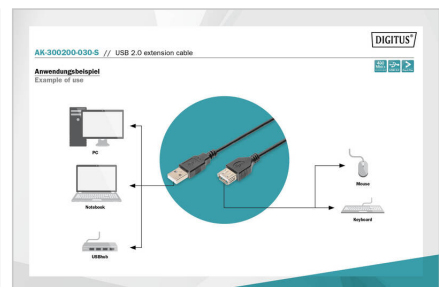 DIGITUS®
AK-300200-030-S // USB 2.0 extension cable
Anwendungsbeispiel
Example of use
PC
Notebook
USBhub
Mouse
Keyboard